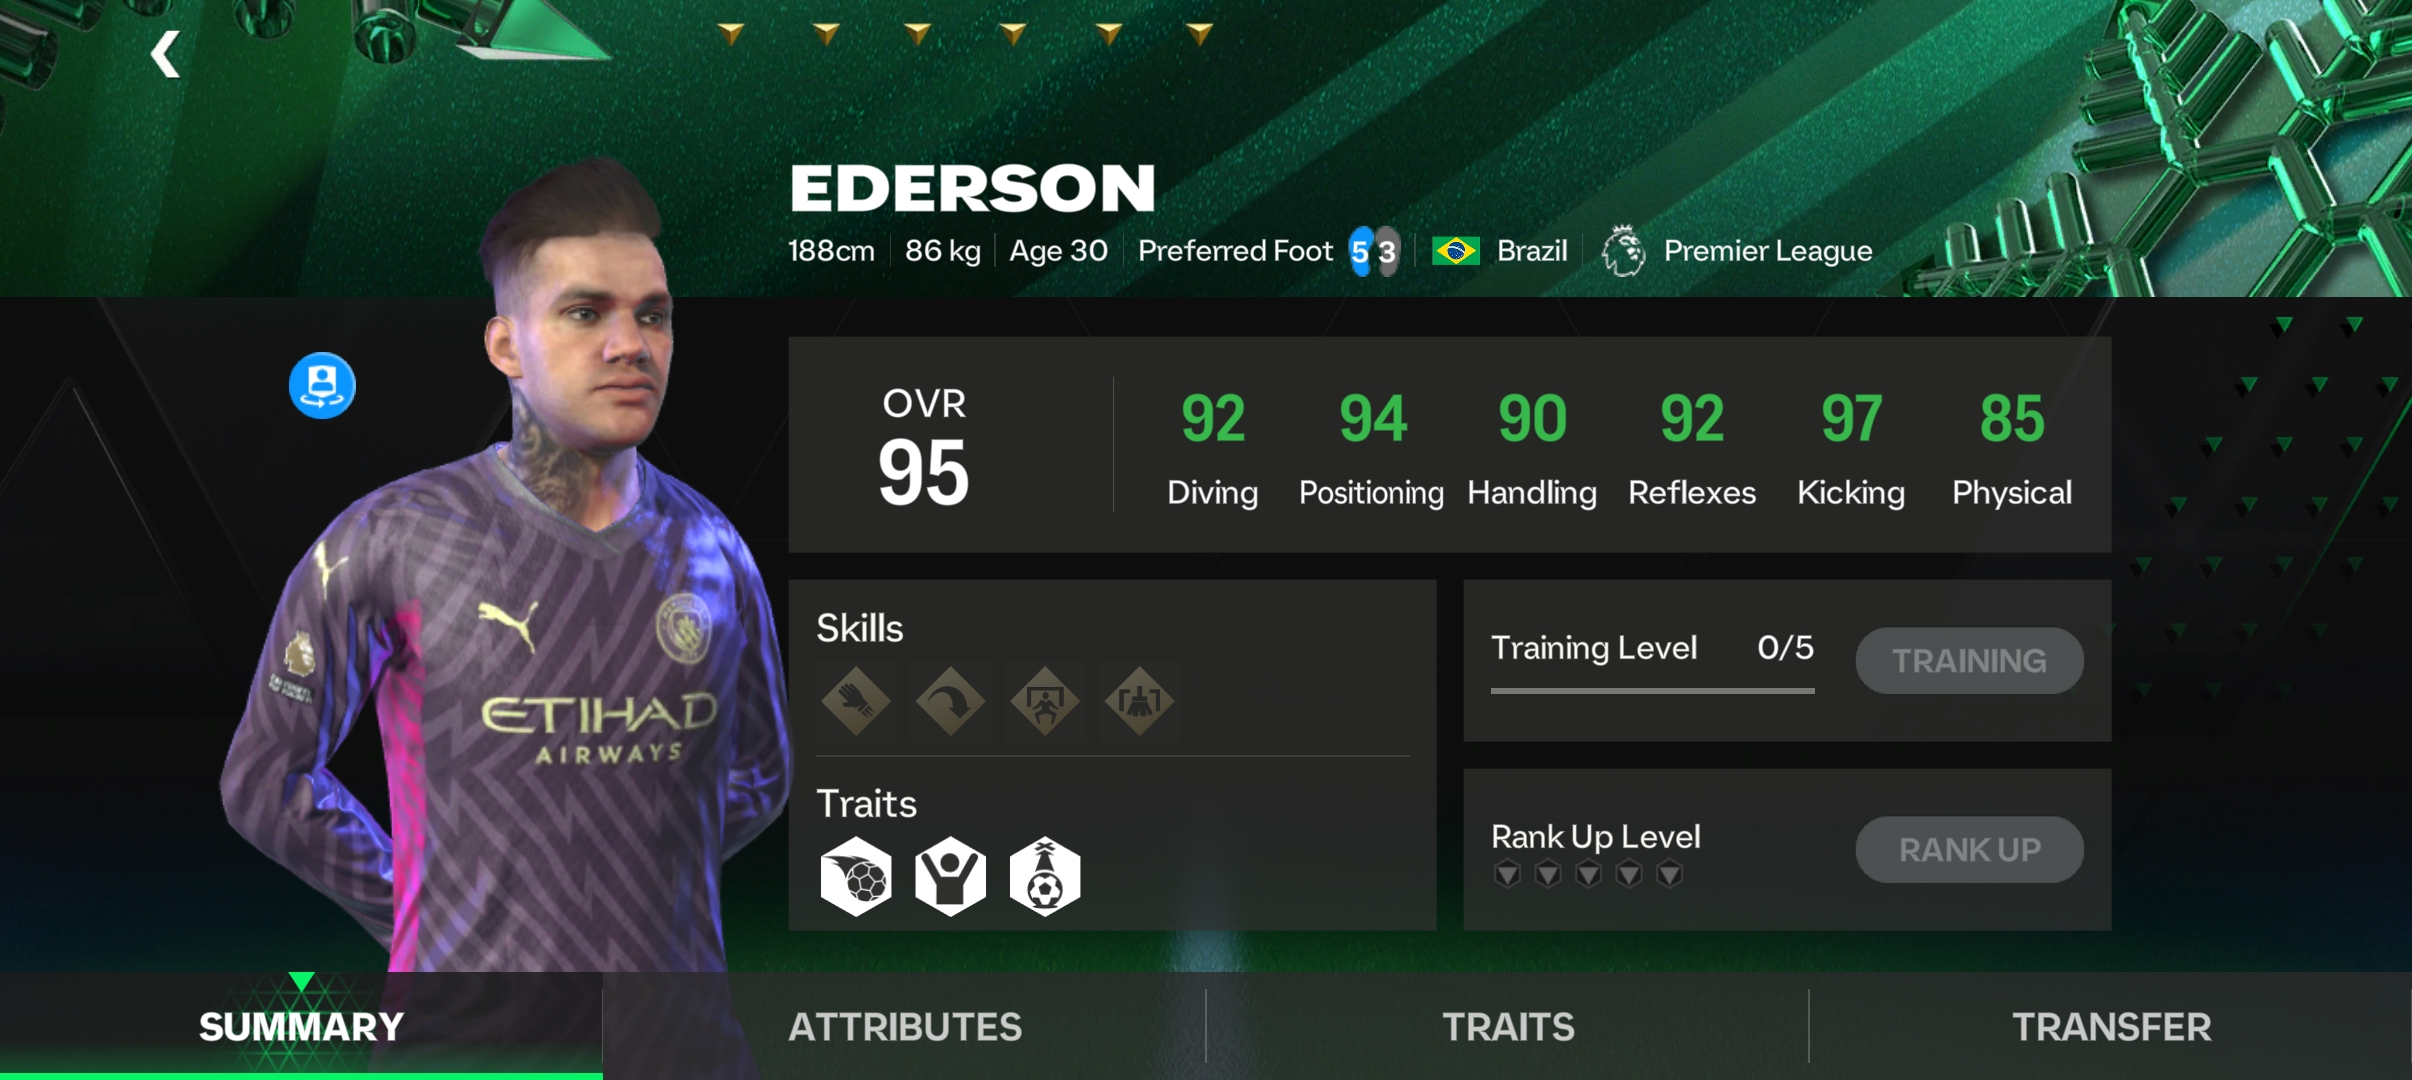 EDERSON
188cm 86 kg Age 30 Preferred Foot 5 3 Brazil Premier League
OVR
95
92 94 90 92 97 85
Diving Positioning Handling Reflexes Kicking Physical
Skills
Training Level 0/5 TRAINING
ETIHAD
AIRWAYS
Traits
Rank Up Level RANK UP
SUMMARY ATTRIBUTES TRAITS TRANSFER